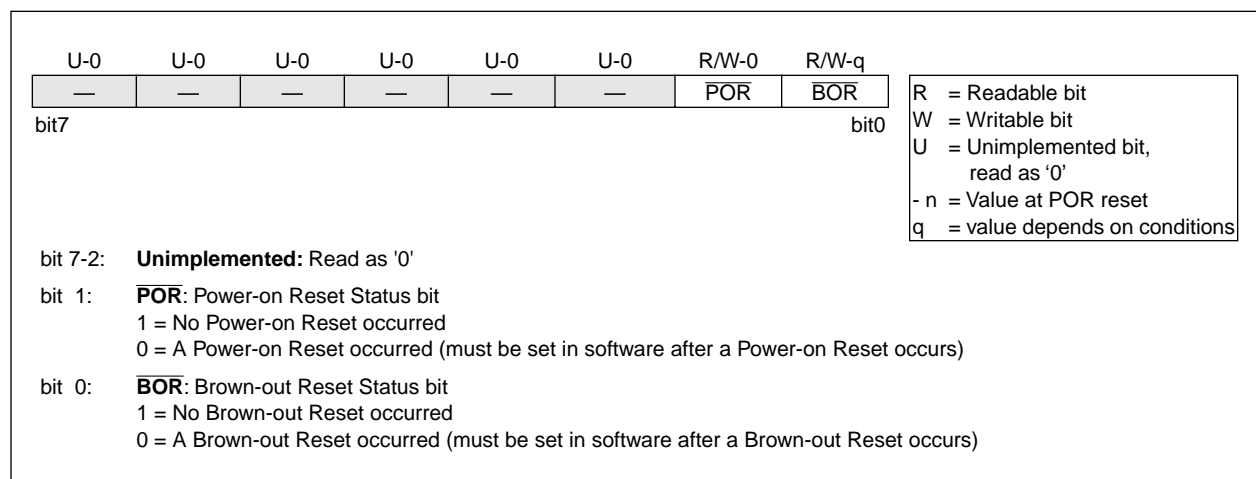 U-0 U-0 U-0 U-0 U-0 U-0 R/W-0 R/W-q
— — — — — — P̅O̅R̅ B̅O̅R̅
bit7 bit0
R = Readable bit
W = Writable bit
U = Unimplemented bit,
read as ‘0’
- n = Value at POR reset
q = value depends on conditions
bit 7-2: Unimplemented: Read as '0'
bit 1: P̅O̅R̅: Power-on Reset Status bit
1 = No Power-on Reset occurred
0 = A Power-on Reset occurred (must be set in software after a Power-on Reset occurs)
bit 0: B̅O̅R̅: Brown-out Reset Status bit
1 = No Brown-out Reset occurred
0 = A Brown-out Reset occurred (must be set in software after a Brown-out Reset occurs)